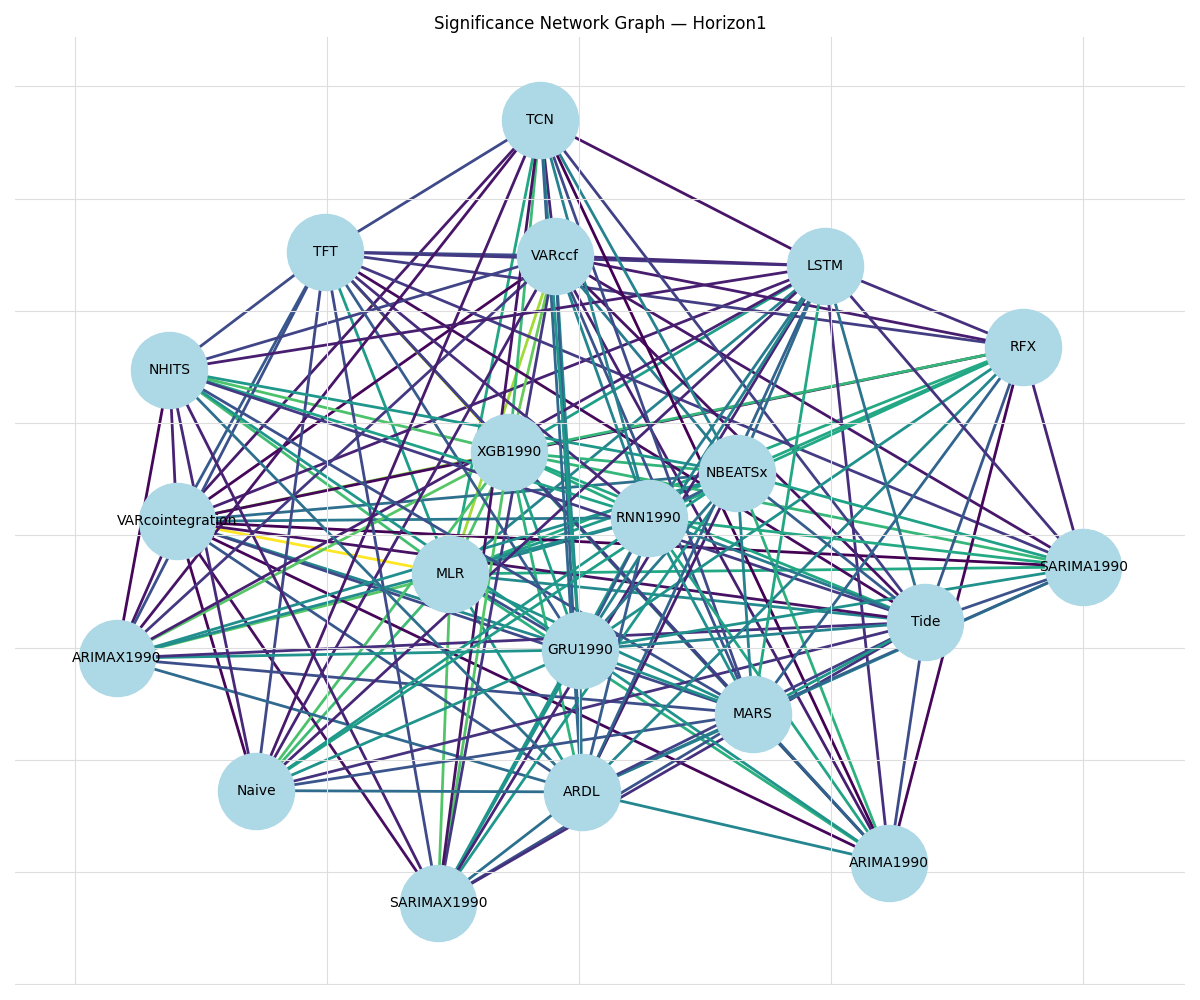 Significance Network Graph — Horizon1
TCN
TFT
VARccf
LSTM
RFX
NHITS
XGB1990
NBEATSx
VARcointegration
RNN1990
MLR
SARIMA1990
Tide
GRU1990
ARIMAX1990
MARS
Naive
ARDL
ARIMA1990
SARIMAX1990